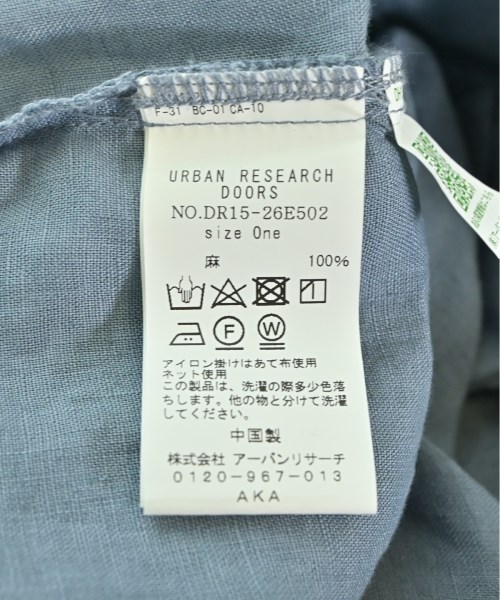 F-31 BC-01 CA-10
URBAN RESEARCH
DOORS
NO.DR15-26E502
size One
麻 100%
F W
アイロン掛けはあて布使用
ネット使用
この製品は、洗濯の際多少色落
ちします。他の物と分けて洗濯
してください。
中国製
株式会社 アーバンリサーチ
0120-967-013
AKA